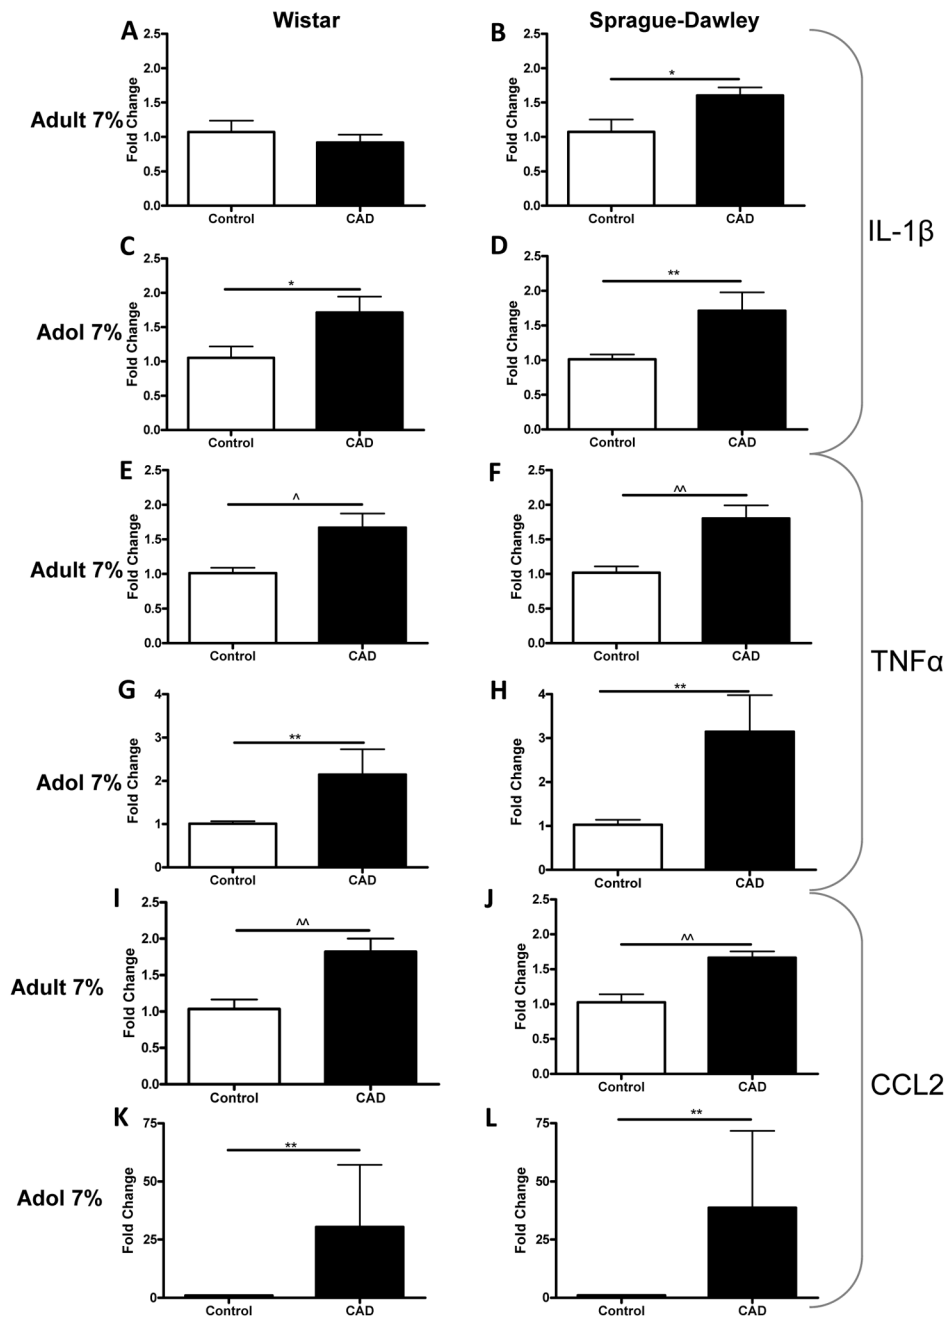 Wistar
Sprague-Dawley
A
2.5
2.0
1.5
1.0
0.5
0.0
Fold Change
Adult 7%
Control
CAD
B
2.5
2.0
1.5
1.0
0.5
0.0
Fold Change
*
Control
CAD
IL-1β
C
2.5
2.0
1.5
1.0
0.5
0.0
Fold Change
Adol 7%
*
Control
CAD
D
2.5
2.0
1.5
1.0
0.5
0.0
Fold Change
**
Control
CAD
E
2.5
2.0
1.5
1.0
0.5
0.0
Fold Change
Adult 7%
^
Control
CAD
F
2.5
2.0
1.5
1.0
0.5
0.0
Fold Change
^^
Control
CAD
TNFα
G
4
3
2
1
0
Fold Change
Adol 7%
**
Control
CAD
H
4
3
2
1
0
Fold Change
**
Control
CAD
I
2.5
2.0
1.5
1.0
0.5
0.0
Fold Change
Adult 7%
^^
Control
CAD
J
2.5
2.0
1.5
1.0
0.5
0.0
Fold Change
^^
Control
CAD
CCL2
K
75
50
25
0
Fold Change
Adol 7%
**
Control
CAD
L
75
50
25
0
Fold Change
**
Control
CAD